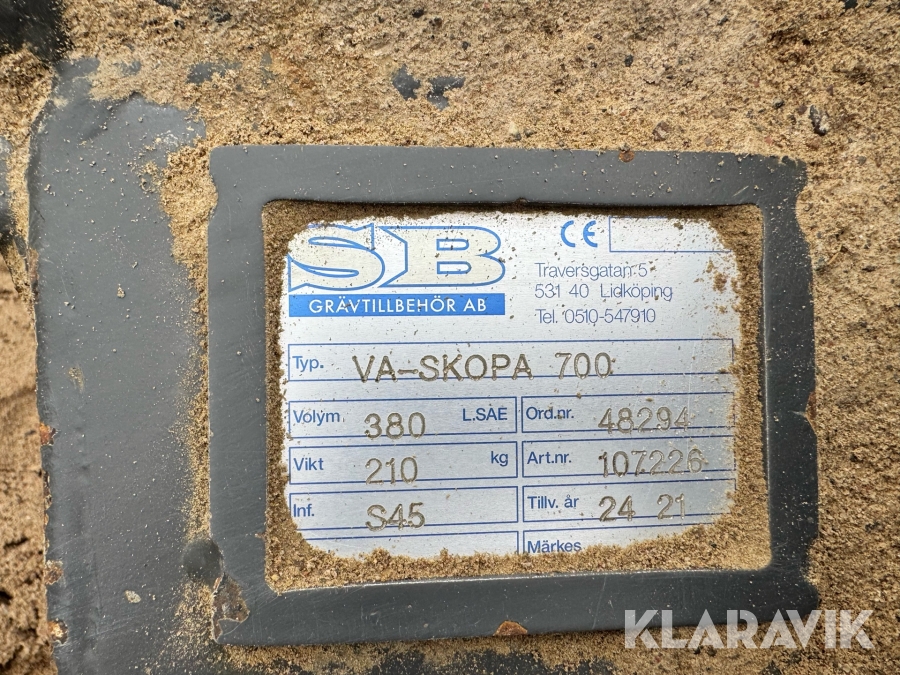 SB
GRÄVTILLBEHÖR AB
CE
Traversgatan 5
531 40 Lidköping
Tel. 0510-547910
Typ. VA-SKOPA 700
Volym 380 L.SAE Ord.nr. 48294
Vikt 210 kg Art.nr. 107226
Inf. S45 Tillv. år 24 21
Märkes
KLARAVIK